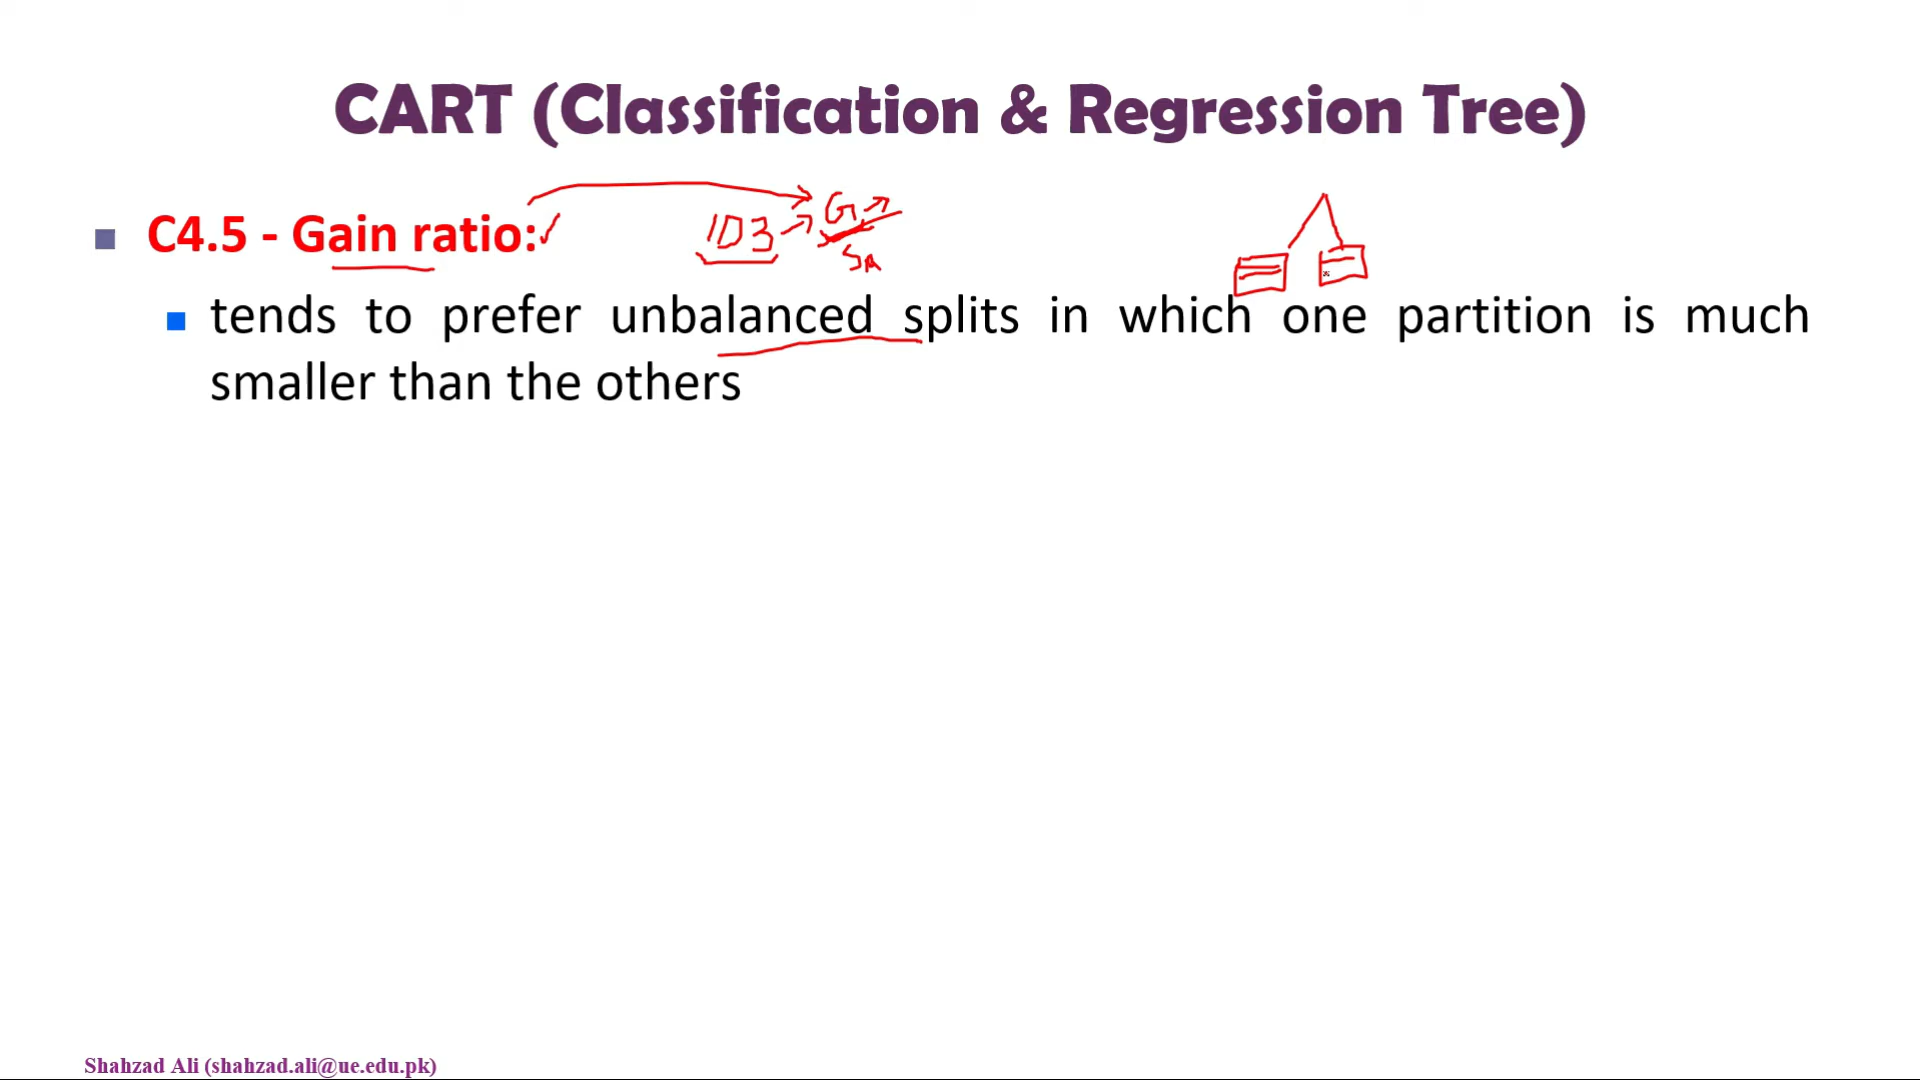 CART (Classification & Regression Tree)
C4.5 - Gain ratio:
ID3
G
tends to prefer unbalanced splits in which one partition is much
smaller than the others
Shahzad Ali (shahzad.ali@ue.edu.pk)